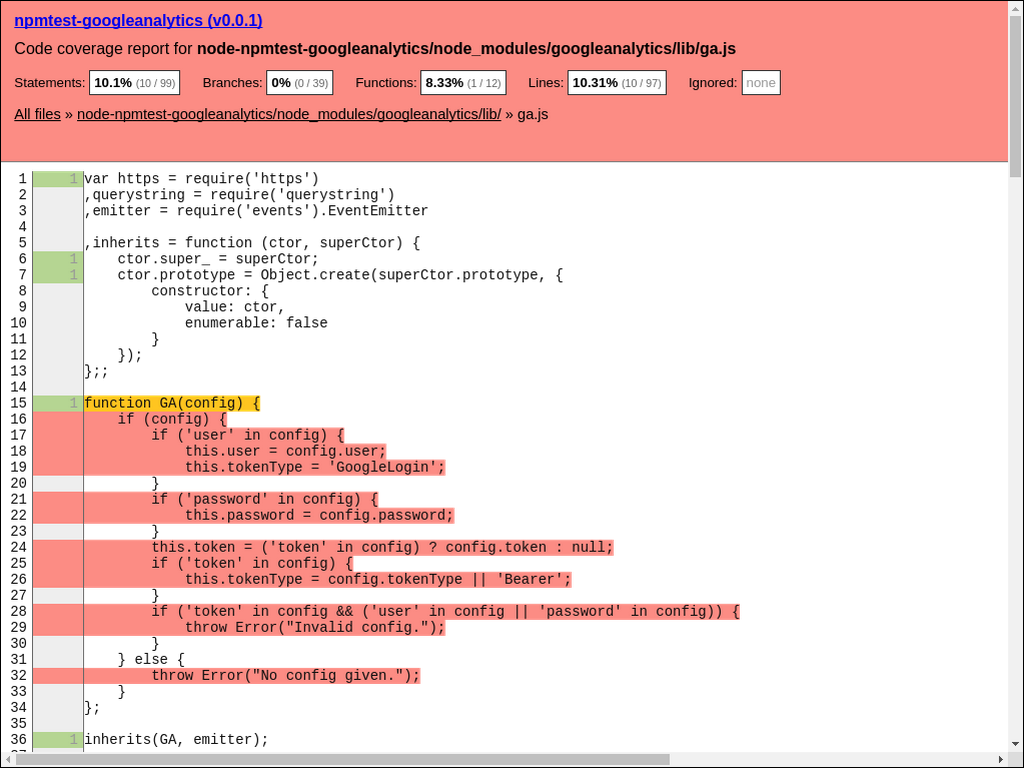 npmtest-googleanalytics (v0.0.1)
Code coverage report for node-npmtest-googleanalytics/node_modules/googleanalytics/lib/ga.js
Statements: 10.1% (10 / 99) Branches: 0% (0 / 39) Functions: 8.33% (1 / 12) Lines: 10.31% (10 / 97) Ignored: none
All files » node-npmtest-googleanalytics/node_modules/googleanalytics/lib/ » ga.js
1 1 var https = require('https')
2 ,querystring = require('querystring')
3 ,emitter = require('events').EventEmitter
4
5 ,inherits = function (ctor, superCtor) {
6 1 ctor.super_ = superCtor;
7 1 ctor.prototype = Object.create(superCtor.prototype, {
8 constructor: {
9 value: ctor,
10 enumerable: false
11 }
12 });
13 };;
14
15 1 function GA(config) {
16 if (config) {
17 if ('user' in config) {
18 this.user = config.user;
19 this.tokenType = 'GoogleLogin';
20 }
21 if ('password' in config) {
22 this.password = config.password;
23 }
24 this.token = ('token' in config) ? config.token : null;
25 if ('token' in config) {
26 this.tokenType = config.tokenType || 'Bearer';
27 }
28 if ('token' in config && ('user' in config || 'password' in config)) {
29 throw Error("Invalid config.");
30 }
31 } else {
32 throw Error("No config given.");
33 }
34 };
35
36 1 inherits(GA, emitter);